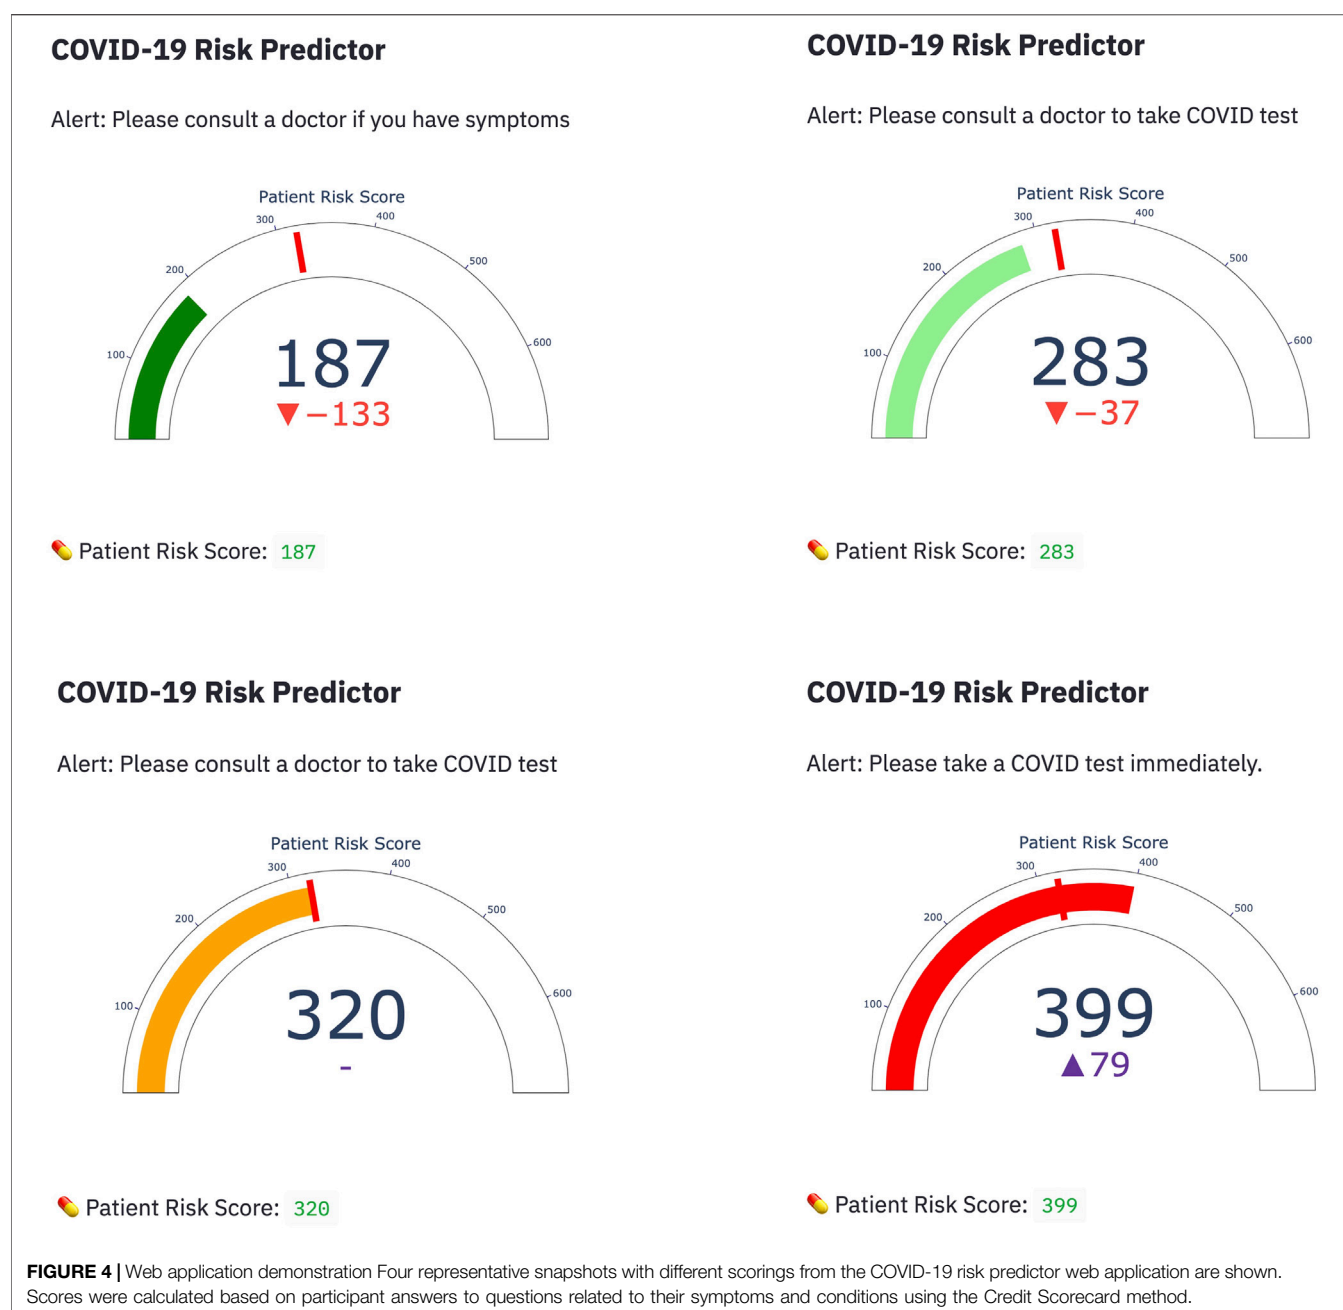 COVID-19 Risk Predictor
Alert: Please consult a doctor if you have symptoms
Patient Risk Score
100
200
300
400
500
600
187
▼−133
Patient Risk Score: 187
COVID-19 Risk Predictor
Alert: Please consult a doctor to take COVID test
Patient Risk Score
100
200
300
400
500
600
283
▼−37
Patient Risk Score: 283
COVID-19 Risk Predictor
Alert: Please consult a doctor to take COVID test
Patient Risk Score
100
200
300
400
500
600
320
-
Patient Risk Score: 320
COVID-19 Risk Predictor
Alert: Please take a COVID test immediately.
Patient Risk Score
100
200
300
400
500
600
399
▲79
Patient Risk Score: 399
FIGURE 4 | Web application demonstration Four representative snapshots with different scorings from the COVID-19 risk predictor web application are shown.
Scores were calculated based on participant answers to questions related to their symptoms and conditions using the Credit Scorecard method.